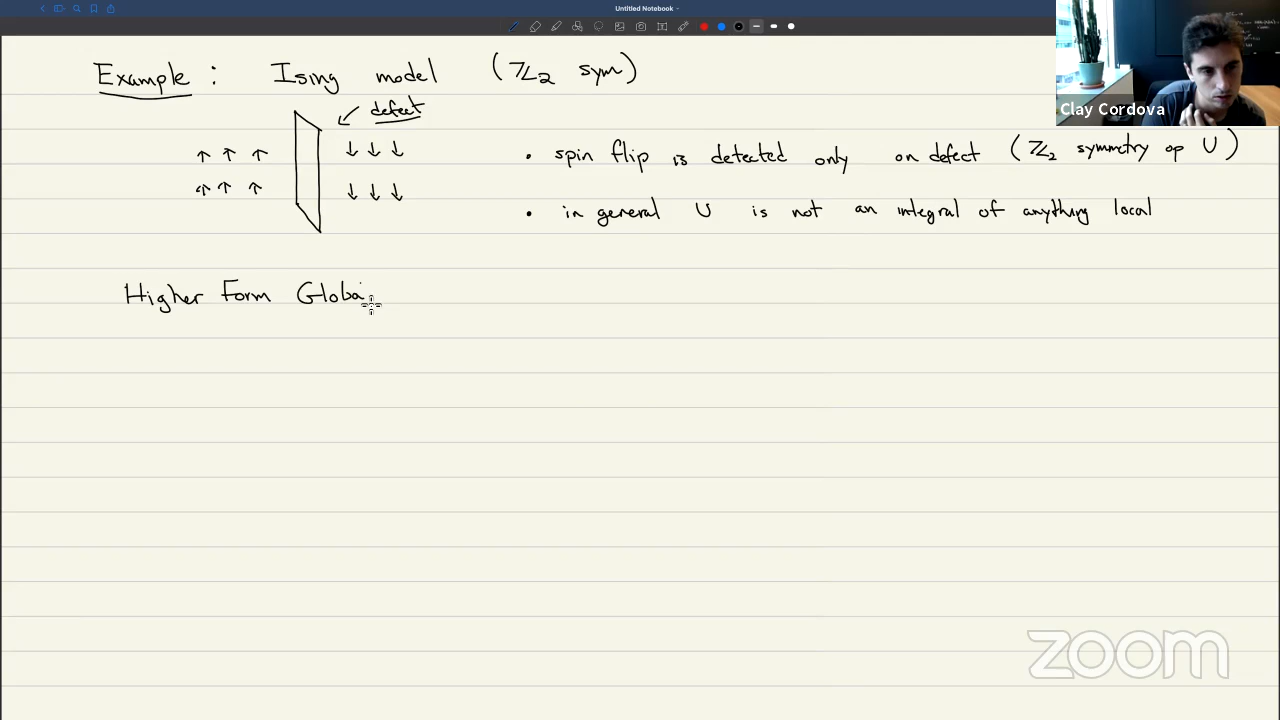 Untitled Notebook
Example : Ising model (ℤ₂ sym)
defect
↑ ↑ ↑ ↓ ↓ ↓
↑ ↑ ↑ ↓ ↓ ↓
• spin flip is detected only on defect (ℤ₂ symmetry op U)
• in general U is not an integral of anything local
Higher Form Globa
Clay Cordova
zoom